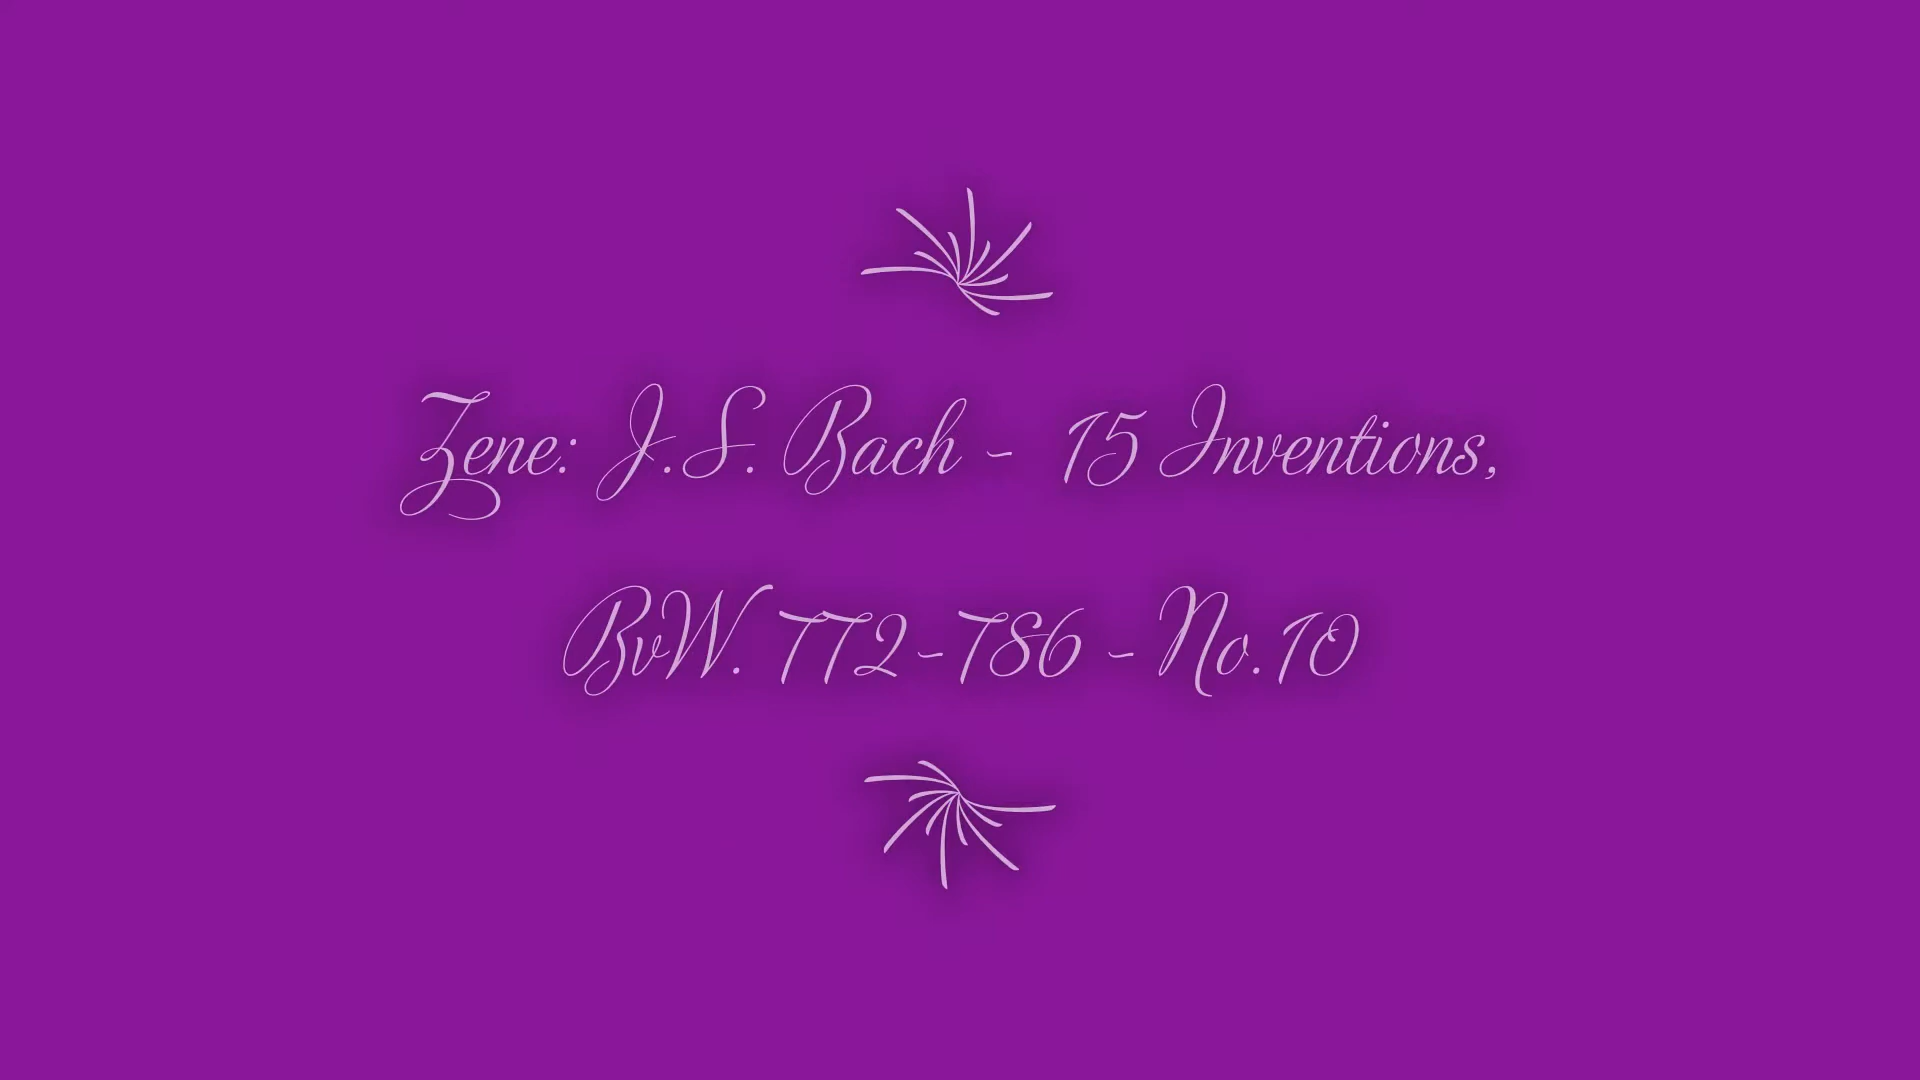 Zene: J.S. Bach - 15 Inventions,
BvW. 772-786 - No.10